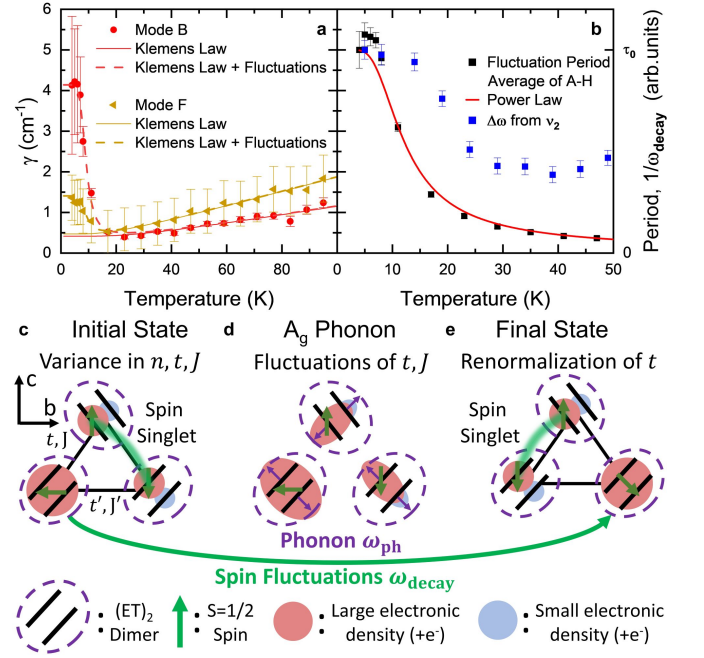 6
5
4
3
2
1
0
γ (cm⁻¹)
a
Mode B
Klemens Law
Klemens Law + Fluctuations
Mode F
Klemens Law
Klemens Law + Fluctuations
0 20 40 60 80
Temperature (K)
b
Fluctuation Period
Average of A-H
Power Law
Δω from ν₂
τ₀
0
Period, 1/ω_decay (arb.units)
0 10 20 30 40 50
Temperature (K)
c Initial State
Variance in n, t, J
c
b
t, J
Spin
Singlet
t′, J′
d A_g Phonon
Fluctuations of t, J
Phonon ω_ph
e Final State
Renormalization of t
Spin
Singlet
Spin Fluctuations ω_decay
: (ET)₂
: Dimer
: S=1/2
: Spin
: Large electronic
density (+e⁻)
: Small electronic
density (+e⁻)